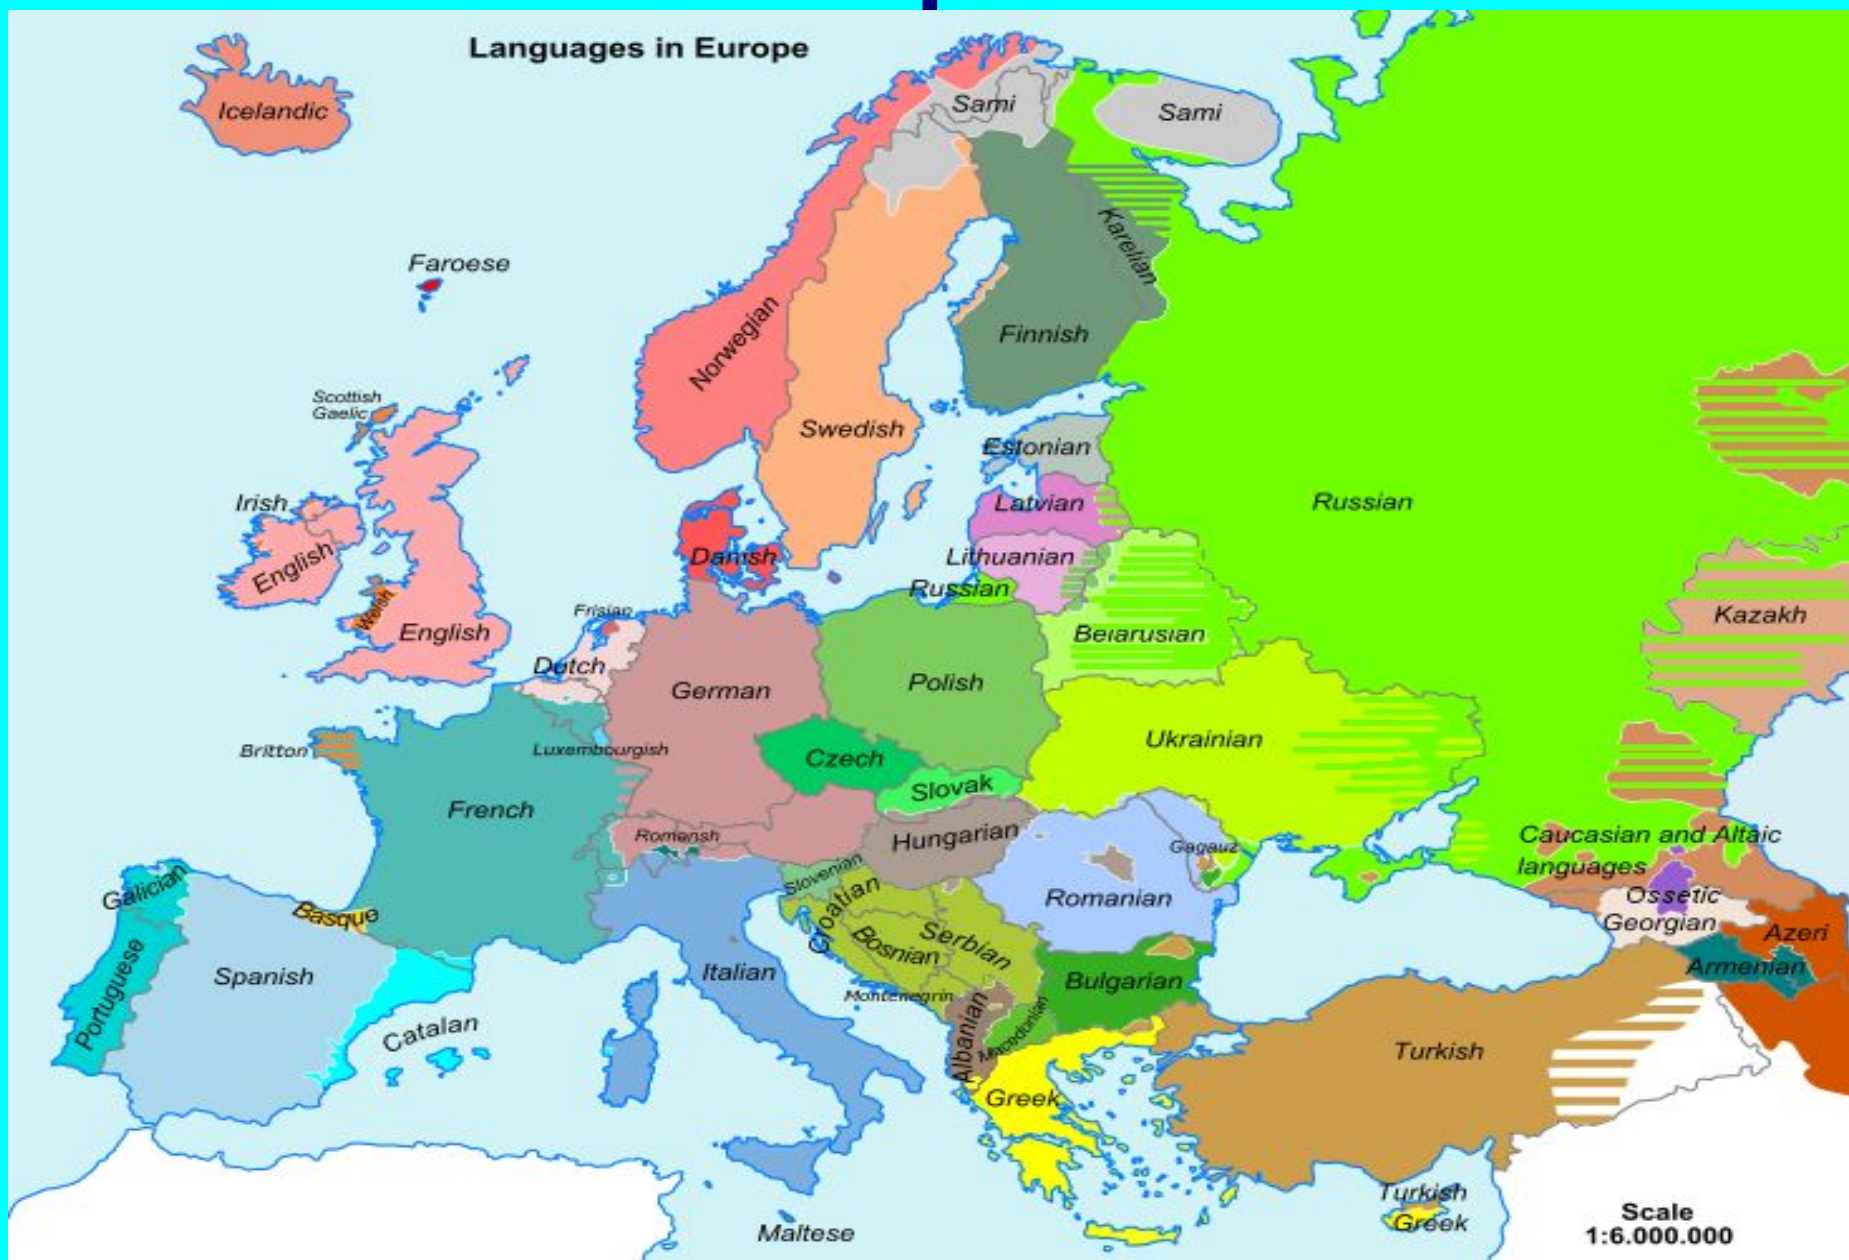 Languages in Europe
Icelandic
Sami
Sami
Faroese
Karelian
Norwegian
Finnish
Scottish
Gaelic
Swedish
Estonian
Irish
Latvian
Russian
English
Danish
Lithuanian
Russian
Welsh
Frisian
Kazakh
English
Belarusian
Dutch
German
Polish
Ukrainian
Britton
Luxembourgish
Czech
Slovak
French
Romansh
Hungarian
Gagauz
Caucasian and Altaic
languages
Galician
Slovenian
Basque
Croatian
Romanian
Ossetic
Georgian
Serbian
Bosnian
Azeri
Portuguese
Spanish
Italian
Bulgarian
Armenian
Montenegrin
Catalan
Albanian
Macedonian
Turkish
Greek
Turkish
Greek
Maltese
Scale
1:6.000.000